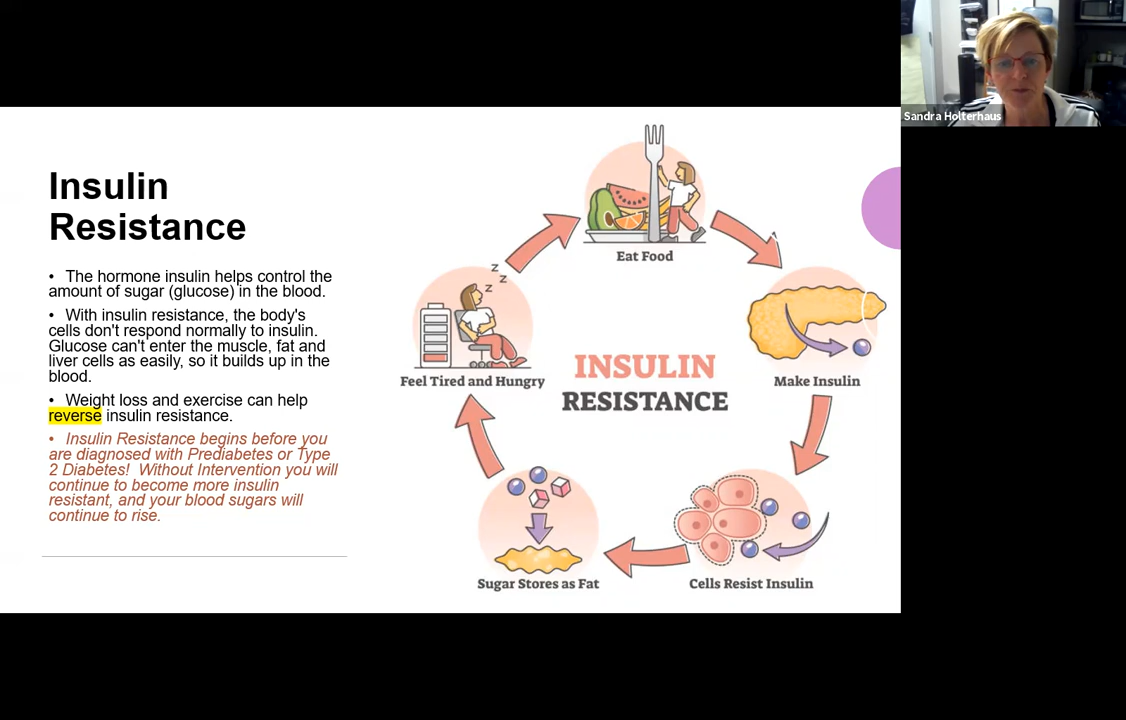 Sandra Holterhaus
Insulin
Resistance
• The hormone insulin helps control the
amount of sugar (glucose) in the blood.
• With insulin resistance, the body's
cells don't respond normally to insulin.
Glucose can't enter the muscle, fat and
liver cells as easily, so it builds up in the
blood.
• Weight loss and exercise can help
reverse insulin resistance.
• Insulin Resistance begins before you
are diagnosed with Prediabetes or Type
2 Diabetes! Without Intervention you will
continue to become more insulin
resistant, and your blood sugars will
continue to rise.
Eat Food
Make Insulin
Cells Resist Insulin
Sugar Stores as Fat
Feel Tired and Hungry
z
z
z
INSULIN
RESISTANCE